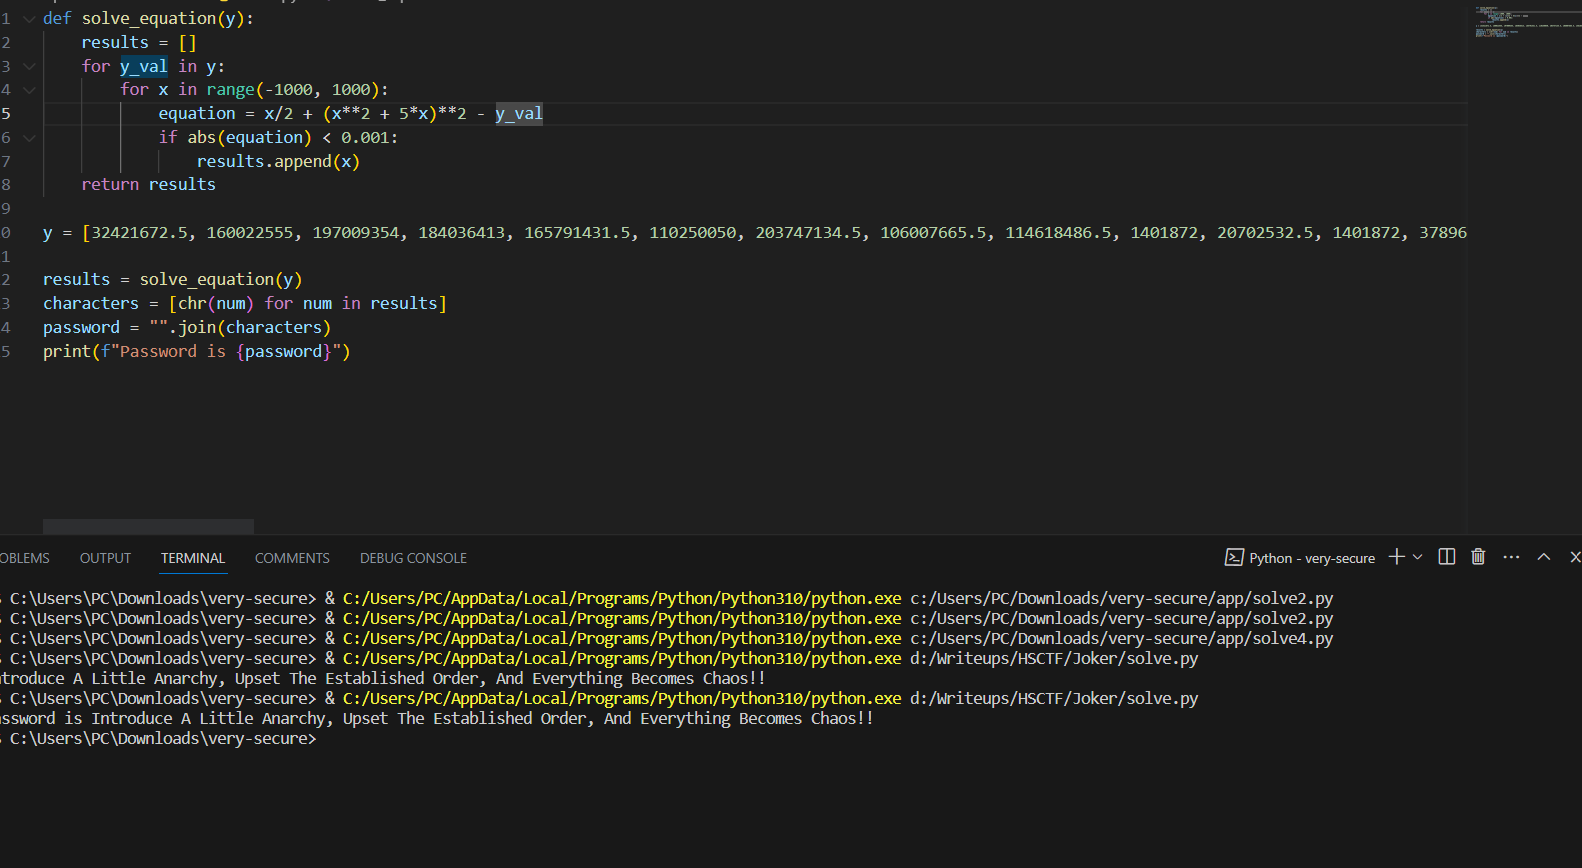 1 def solve_equation(y):
2 results = []
3 for y_val in y:
4 for x in range(-1000, 1000):
5 equation = x/2 + (x**2 + 5*x)**2 - y_val
6 if abs(equation) < 0.001:
7 results.append(x)
8 return results
9
0 y = [32421672.5, 160022555, 197009354, 184036413, 165791431.5, 110250050, 203747134.5, 106007665.5, 114618486.5, 1401872, 20702532.5, 1401872, 37896
1
2 results = solve_equation(y)
3 characters = [chr(num) for num in results]
4 password = "".join(characters)
5 print(f"Password is {password}")
OBLEMS OUTPUT TERMINAL COMMENTS DEBUG CONSOLE Python - very-secure
C:\Users\PC\Downloads\very-secure> & C:/Users/PC/AppData/Local/Programs/Python/Python310/python.exe c:/Users/PC/Downloads/very-secure/app/solve2.py
C:\Users\PC\Downloads\very-secure> & C:/Users/PC/AppData/Local/Programs/Python/Python310/python.exe c:/Users/PC/Downloads/very-secure/app/solve2.py
C:\Users\PC\Downloads\very-secure> & C:/Users/PC/AppData/Local/Programs/Python/Python310/python.exe c:/Users/PC/Downloads/very-secure/app/solve4.py
C:\Users\PC\Downloads\very-secure> & C:/Users/PC/AppData/Local/Programs/Python/Python310/python.exe d:/Writeups/HSCTF/Joker/solve.py
troduce A Little Anarchy, Upset The Established Order, And Everything Becomes Chaos!!
C:\Users\PC\Downloads\very-secure> & C:/Users/PC/AppData/Local/Programs/Python/Python310/python.exe d:/Writeups/HSCTF/Joker/solve.py
ssword is Introduce A Little Anarchy, Upset The Established Order, And Everything Becomes Chaos!!
C:\Users\PC\Downloads\very-secure>